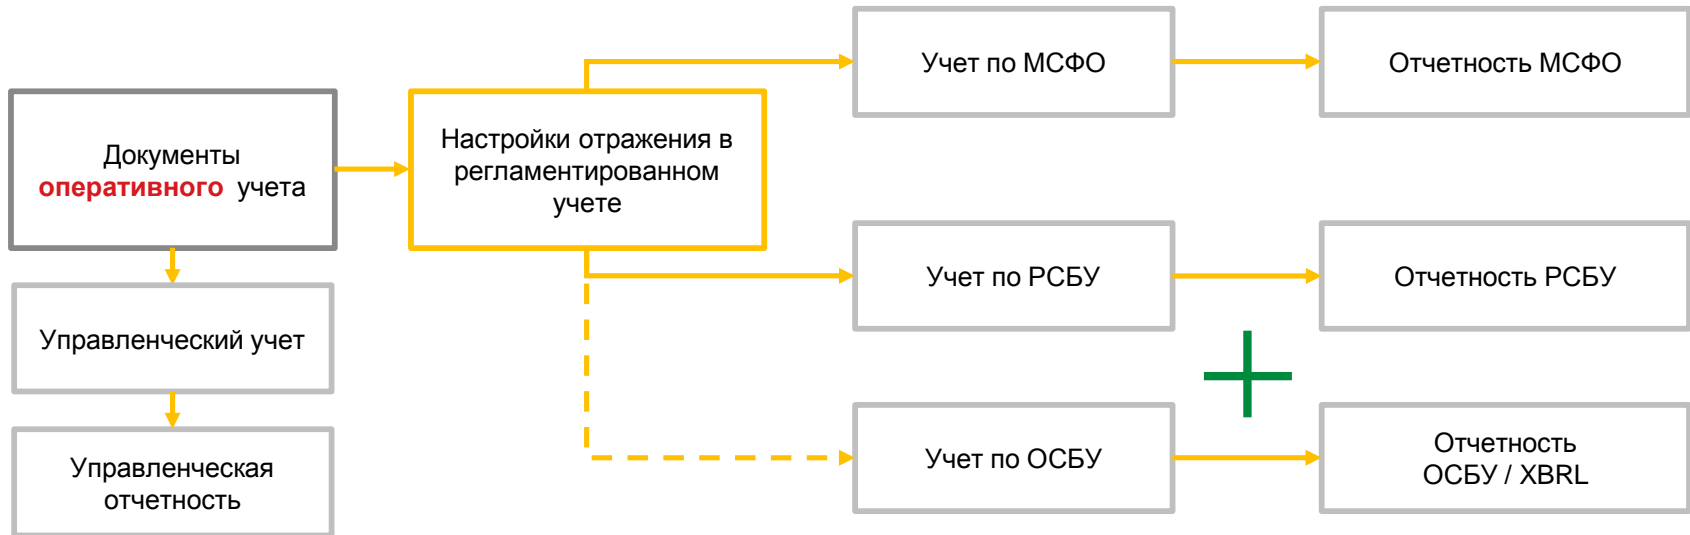 Документы
оперативного учета
Управленческий учет
Управленческая
отчетность
Настройки отражения в
регламентированном
учете
Учет по МСФО
Отчетность МСФО
Учет по РСБУ
Отчетность РСБУ
Учет по ОСБУ
Отчетность
ОСБУ / XBRL